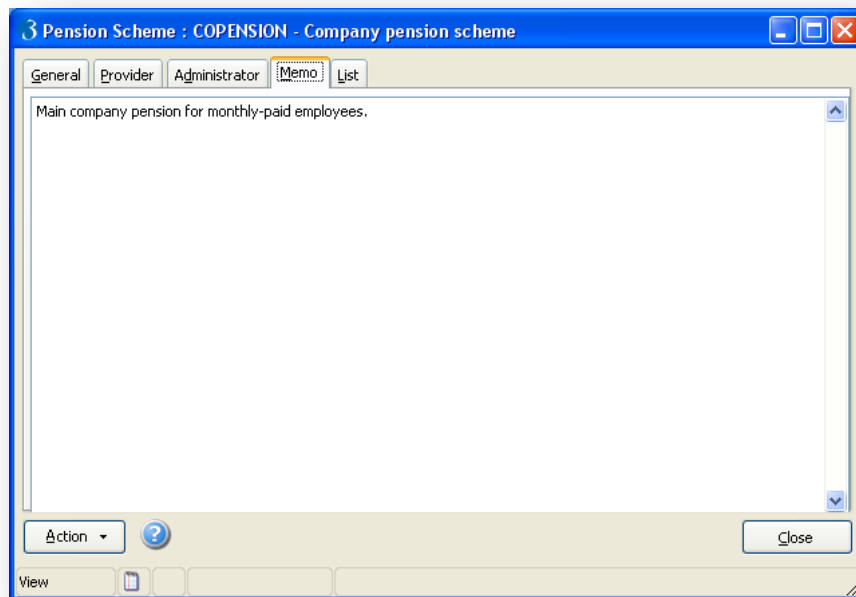 Pension Scheme : COPENSION - Company pension scheme
General Provider Administrator Memo List
Main company pension for monthly-paid employees.
Action ? Close
View